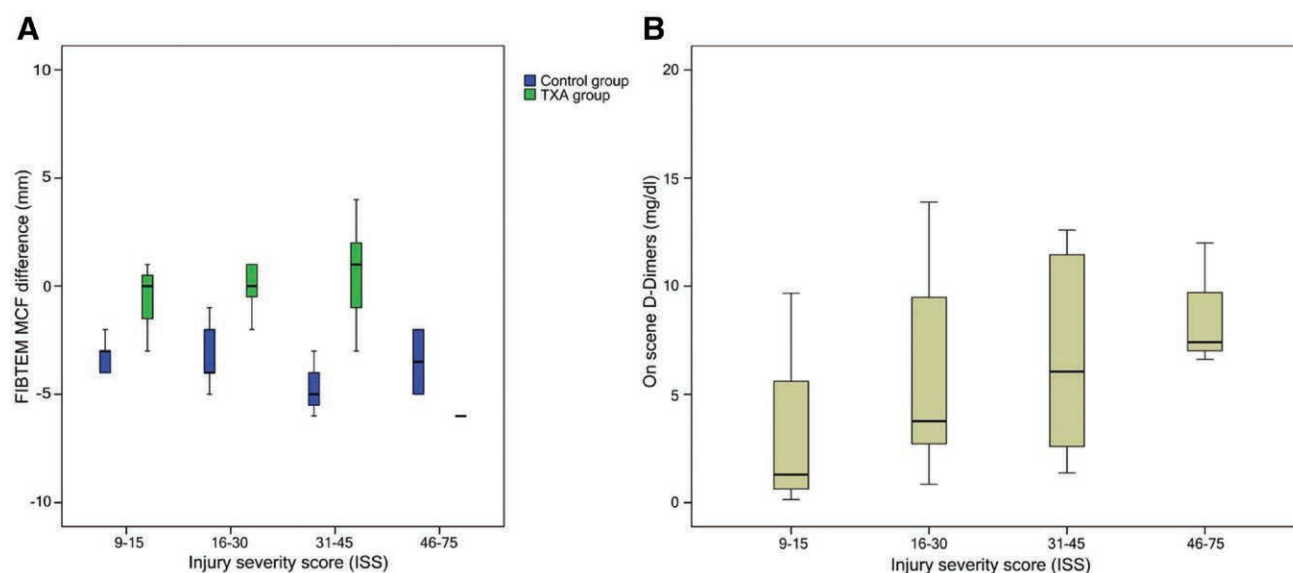 A
FIBTEM MCF difference (mm)
10
5
0
-5
-10
9-15
16-30
31-45
46-75
Injury severity score (ISS)
Control group
TXA group
B
On scene D-Dimers (mg/dl)
20
15
10
5
0
9-15
16-30
31-45
46-75
Injury severity score (ISS)